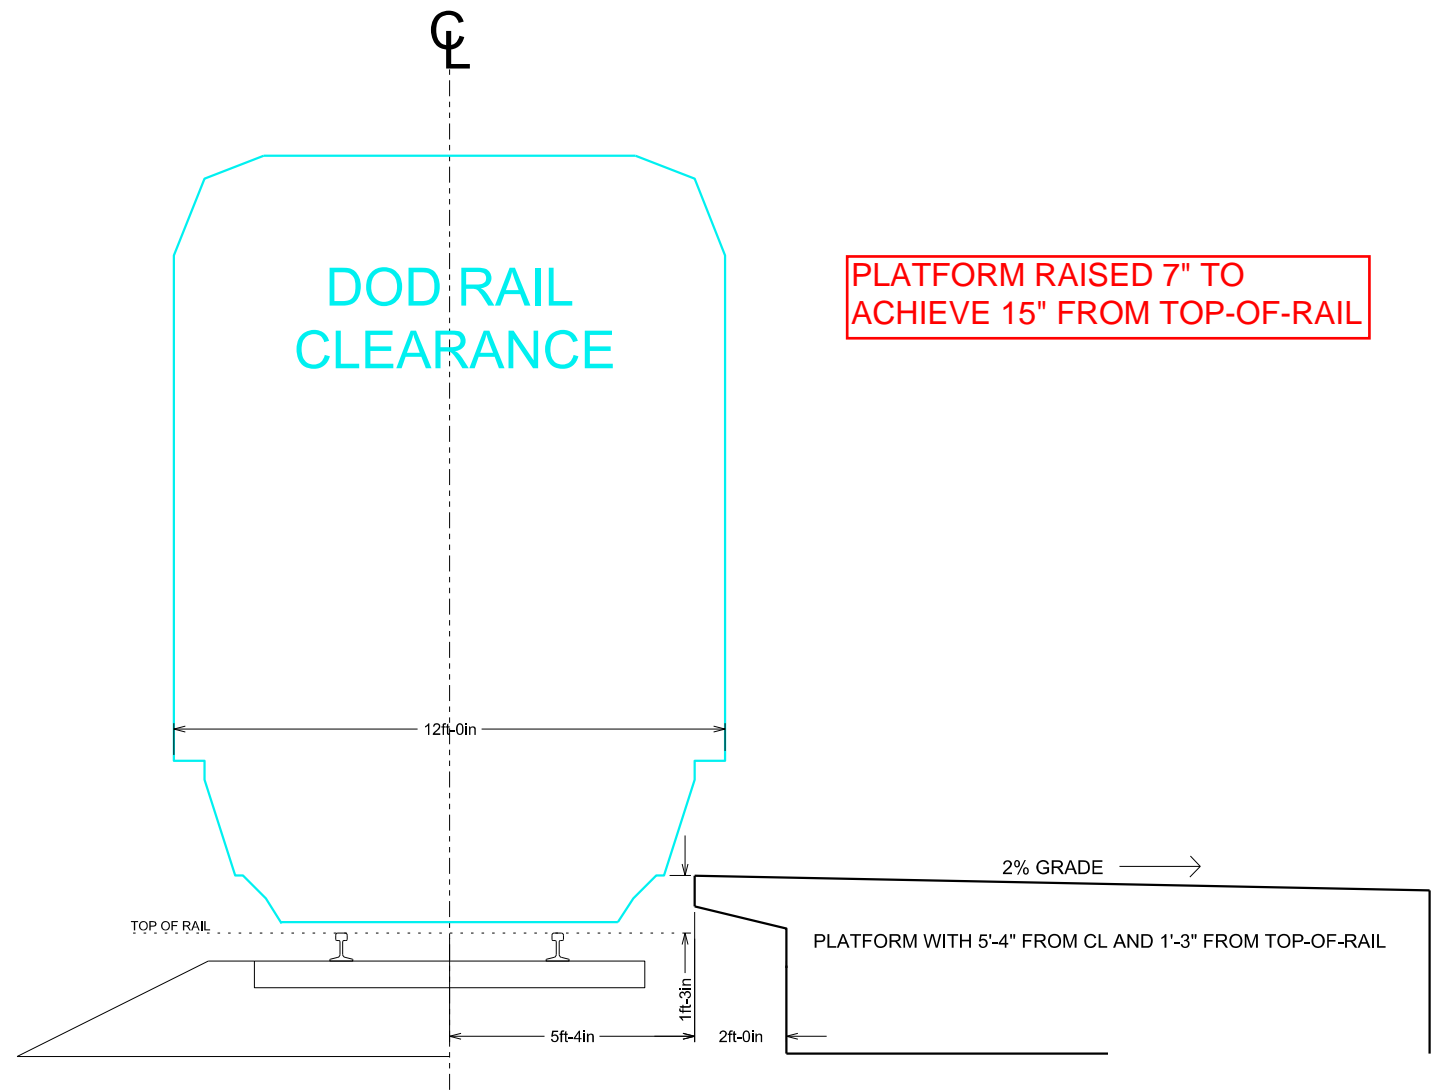 CL
DOD RAIL
CLEARANCE
PLATFORM RAISED 7" TO
ACHIEVE 15" FROM TOP-OF-RAIL
12ft-0in
2% GRADE
TOP OF RAIL
PLATFORM WITH 5'-4" FROM CL AND 1'-3" FROM TOP-OF-RAIL
1ft-3in
5ft-4in
2ft-0in